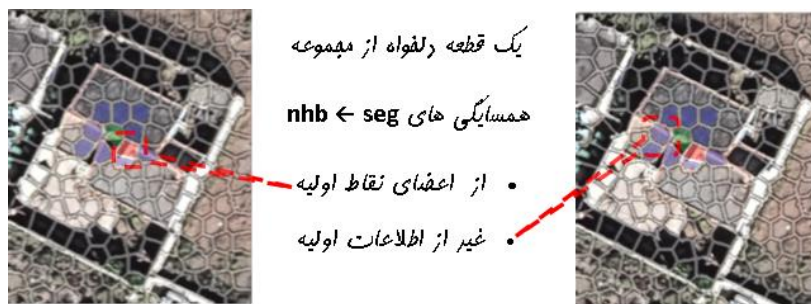 یک قطعه دلخواه از مجموعه
همسایگی های nhb ← seg
• از اعضای نقاط اولیه
• غیر از اطلاعات اولیه